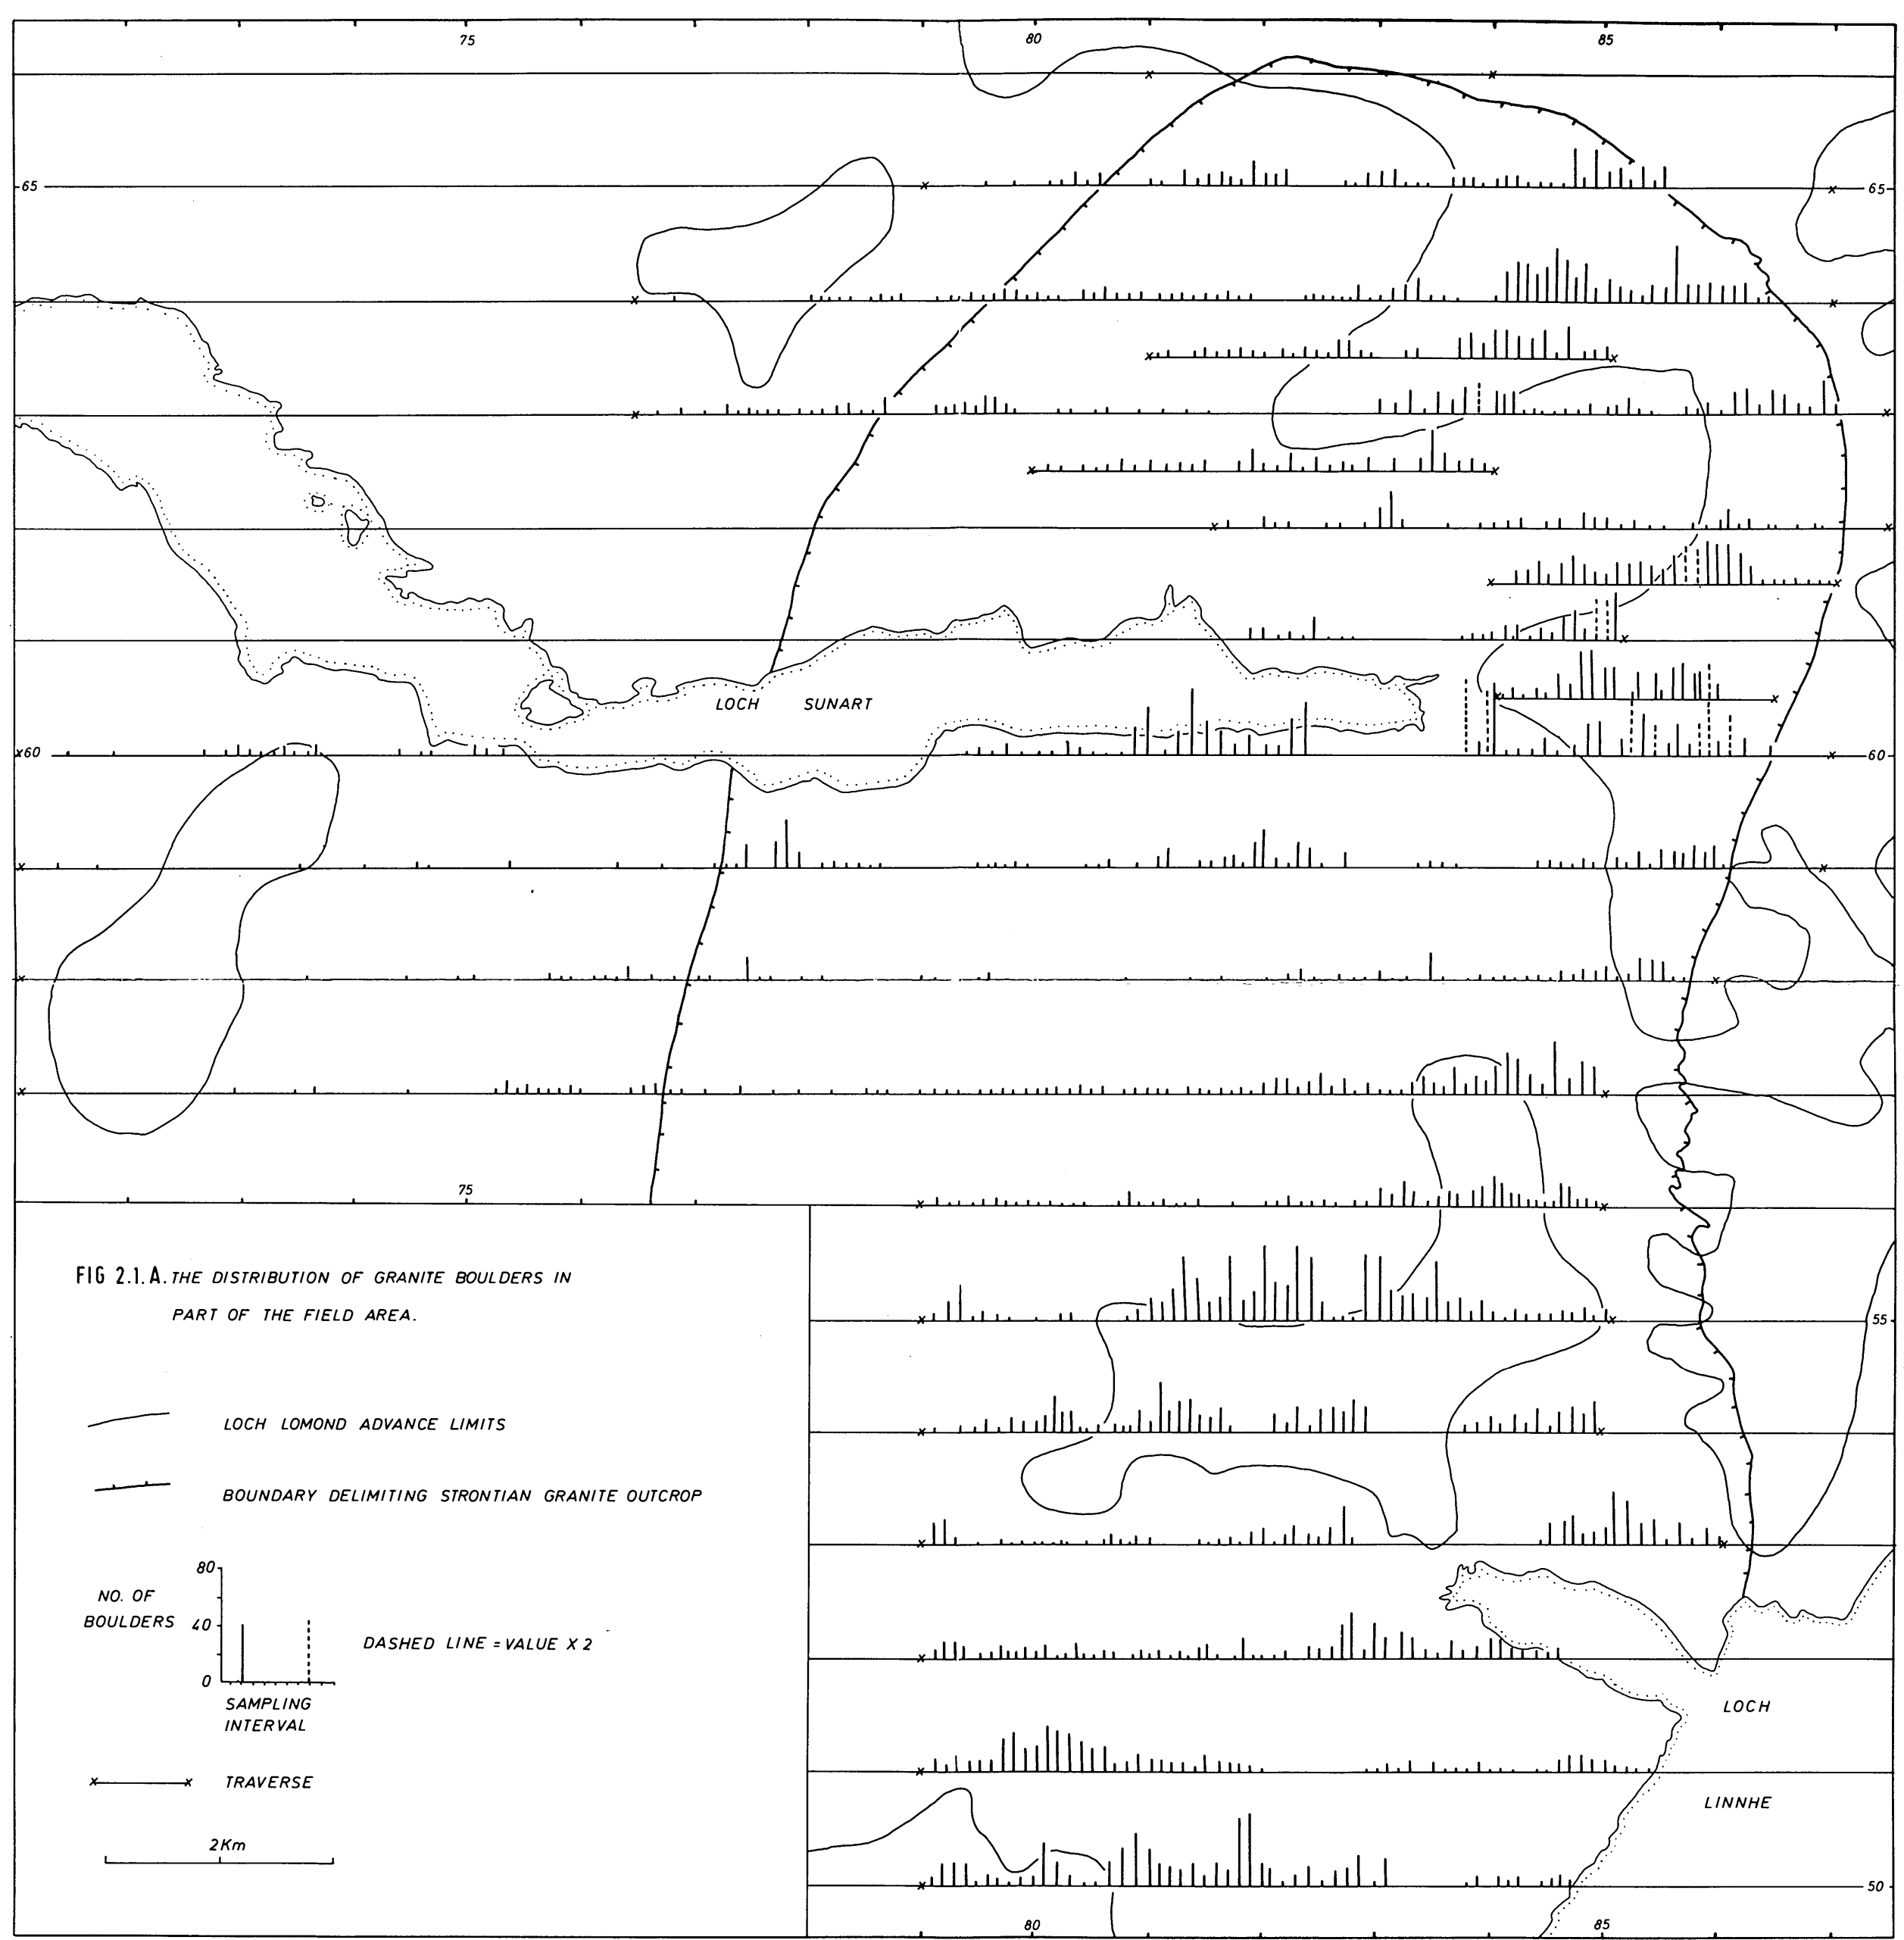 75 80 85
65 65
LOCH SUNART
x60 60
75
FIG 2.1.A. THE DISTRIBUTION OF GRANITE BOULDERS IN
PART OF THE FIELD AREA.
55
LOCH LOMOND ADVANCE LIMITS
BOUNDARY DELIMITING STRONTIAN GRANITE OUTCROP
80
NO. OF
BOULDERS
40
DASHED LINE = VALUE X 2
0
SAMPLING
INTERVAL
LOCH
TRAVERSE
LINNHE
2Km
50
80 85